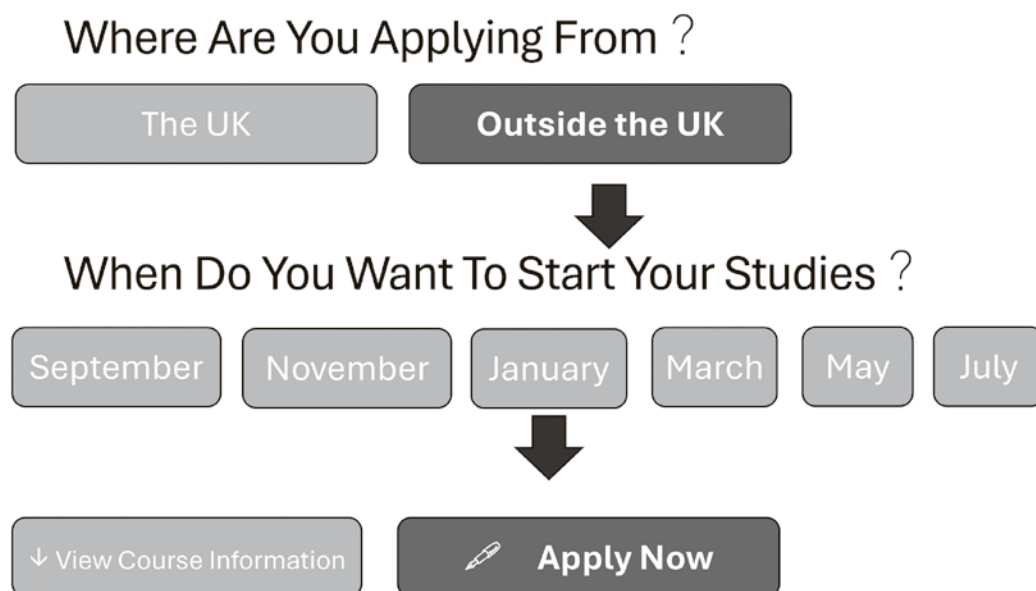 Where Are You Applying From ?
The UK Outside the UK
When Do You Want To Start Your Studies ?
September November January March May July
↓ View Course Information Apply Now